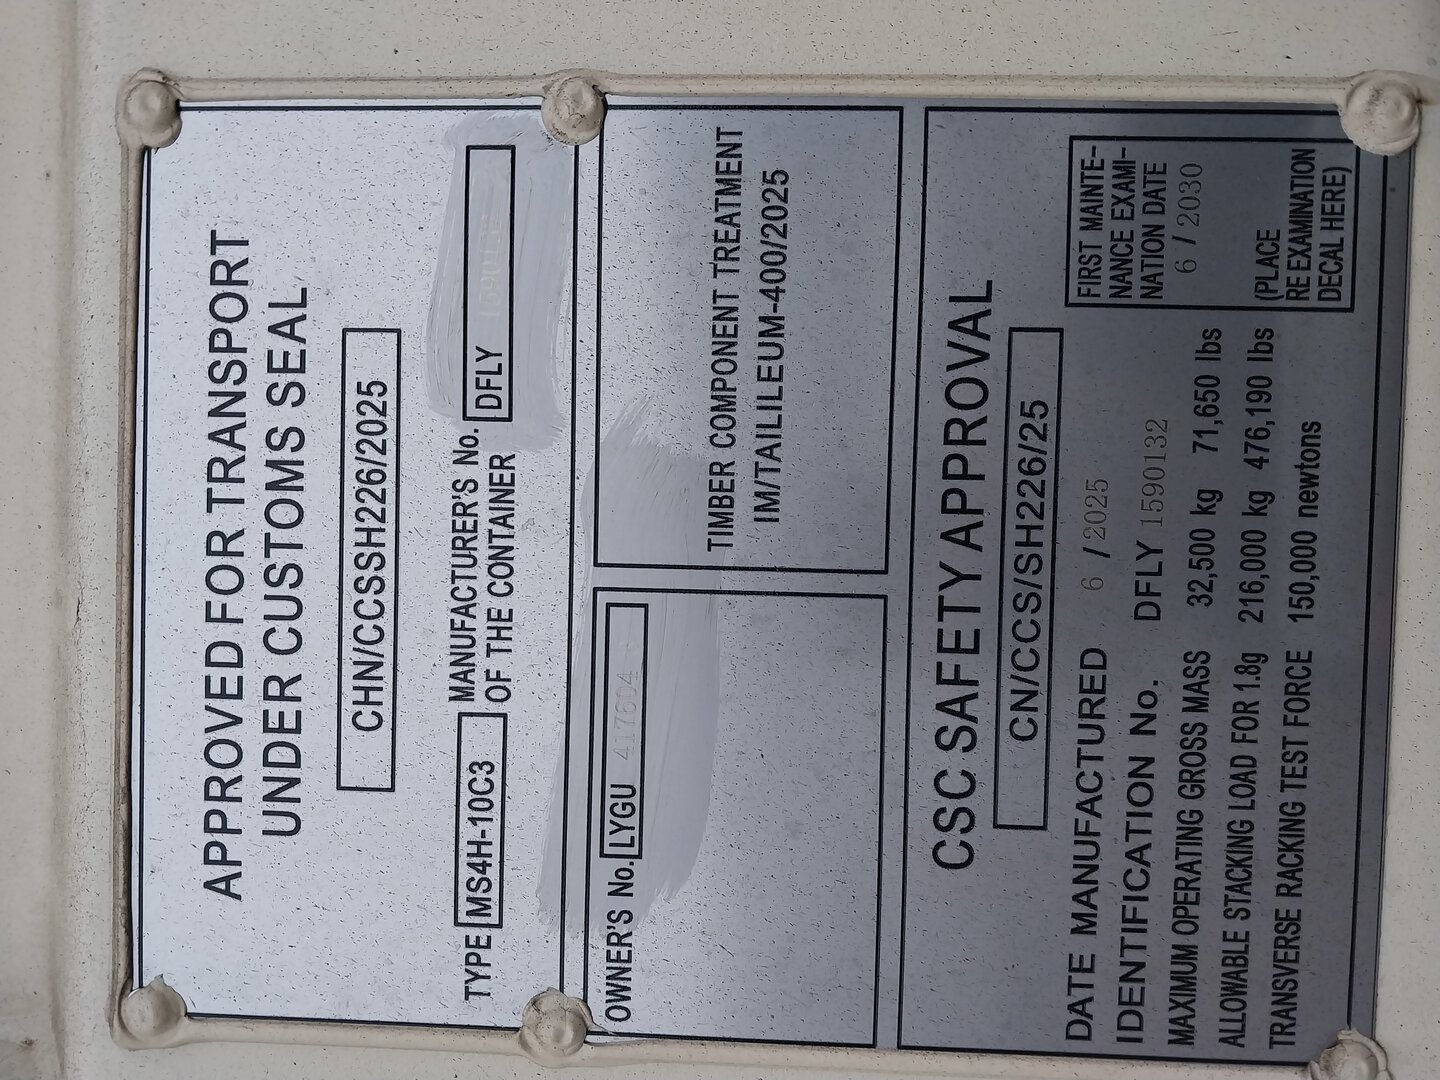 APPROVED FOR TRANSPORT
UNDER CUSTOMS SEAL
CHN/CCSSH226/2025
TYPE MS4H-10C3
MANUFACTURER'S No.
OF THE CONTAINER
DFLY 1590132
OWNER'S No. LYGU 417604
TIMBER COMPONENT TREATMENT
IM/TAILILEUM-400/2025
CSC SAFETY APPROVAL
CN/CCS/SH226/25
DATE MANUFACTURED 6 / 2025
IDENTIFICATION No. DFLY 1590132
MAXIMUM OPERATING GROSS MASS 32,500 kg 71,650 lbs
ALLOWABLE STACKING LOAD FOR 1.8g 216,000 kg 476,190 lbs
TRANSVERSE RACKING TEST FORCE 150,000 newtons
FIRST MAINTE-
NANCE EXAMI-
NATION DATE
6 / 2030
(PLACE
RE EXAMINATION
DECAL HERE)